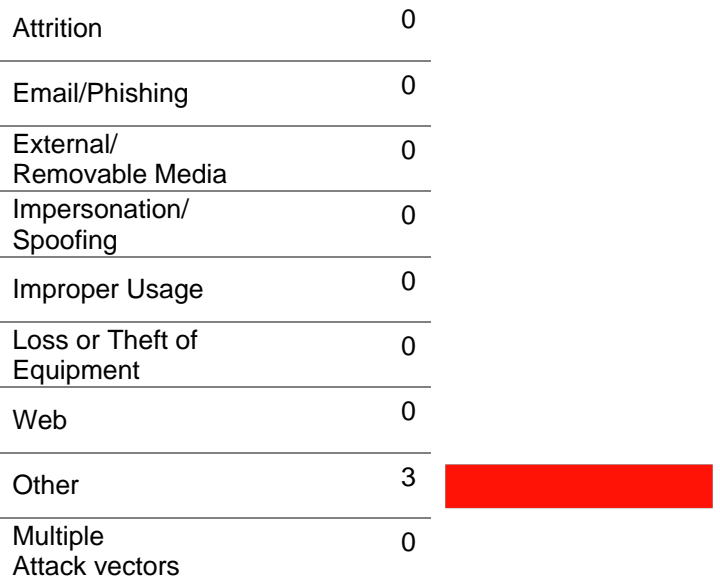 Attrition 0
Email/Phishing 0
External/ 0
Removable Media
Impersonation/ 0
Spoofing
Improper Usage 0
Loss or Theft of 0
Equipment
Web 0
Other 3
Multiple 0
Attack vectors